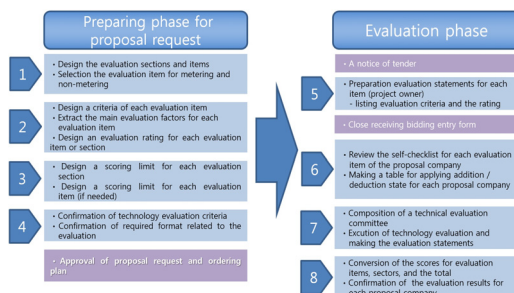 Preparing phase for
proposal request
1
• Design the evaluation sections and items
• Selection the evaluation item for metering and
non-metering
2
• Design a criteria of each evaluation item
• Extract the main evaluation factors for each
evaluation item
• Design an evaluation rating for each evaluation
item or section
3
• Design a scoring limit for each evaluation
section
• Design a scoring limit for each evaluation
item (if needed)
4
• Confirmation of technology evaluation criteria
• Confirmation of required format related to the
evaluation
• Approval of proposal request and ordering
plan
Evaluation phase
• A notice of tender
5
• Preparation evaluation statements for each
item (project owner)
- listing evaluation criteria and the rating
• Close receiving bidding entry form
6
• Review the self-checklist for each evaluation
item of the proposal company
• Making a table for applying addition /
deduction state for each proposal company
7
• Composition of a technical evaluation
committee
• Excution of technology evaluation and
making the evaluation statements
8
• Conversion of the scores for evaluation
items, sectors, and the total
• Confirmation of the evaluation results for
each proposal company